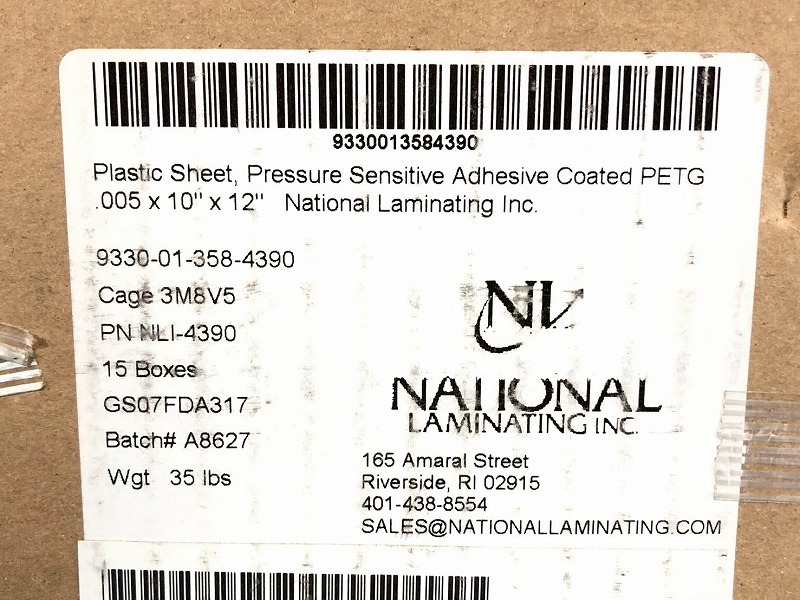 9330013584390
Plastic Sheet, Pressure Sensitive Adhesive Coated PETG
.005 x 10" x 12" National Laminating Inc.
9330-01-358-4390
Cage 3M8V5
PN NLI-4390
15 Boxes
GS07FDA317
Batch# A8627
Wgt 35 lbs
NATIONAL
LAMINATING INC.
165 Amaral Street
Riverside, RI 02915
401-438-8554
SALES@NATIONALLAMINATING.COM